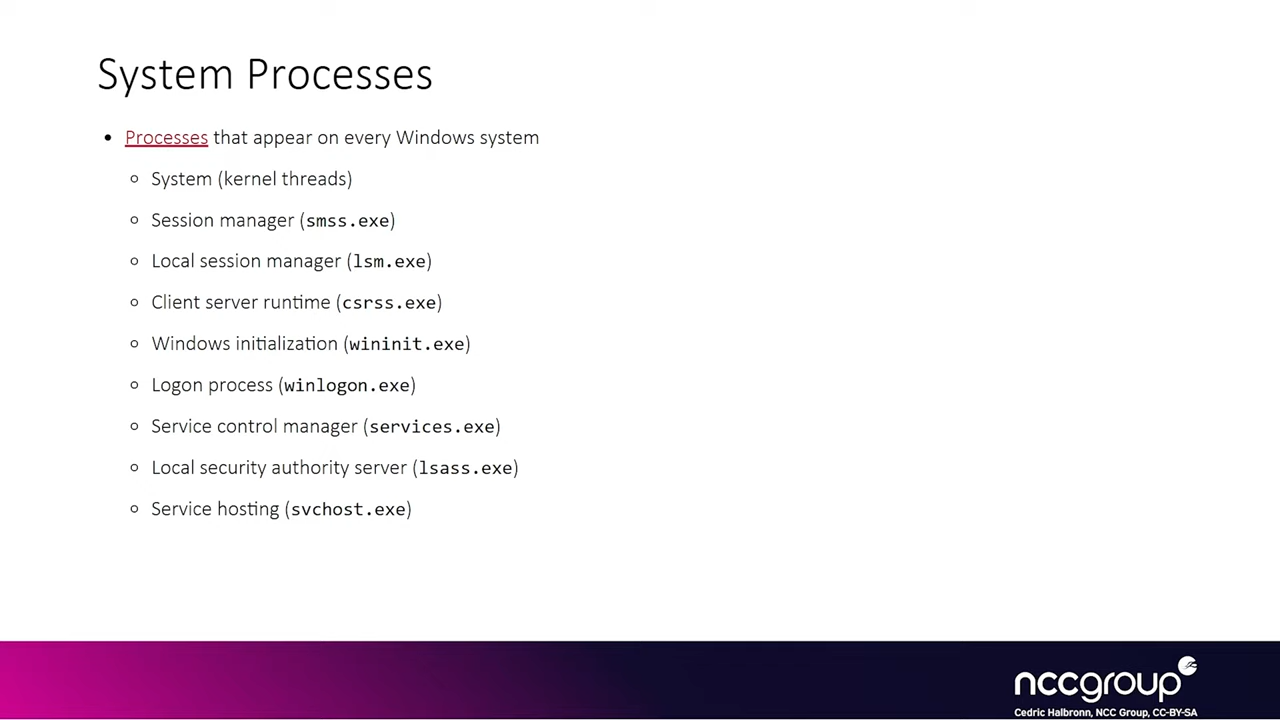 System Processes
• Processes that appear on every Windows system
○ System (kernel threads)
○ Session manager (smss.exe)
○ Local session manager (lsm.exe)
○ Client server runtime (csrss.exe)
○ Windows initialization (wininit.exe)
○ Logon process (winlogon.exe)
○ Service control manager (services.exe)
○ Local security authority server (lsass.exe)
○ Service hosting (svchost.exe)
nccgroup
Cedric Halbronn, NCC Group, CC-BY-SA